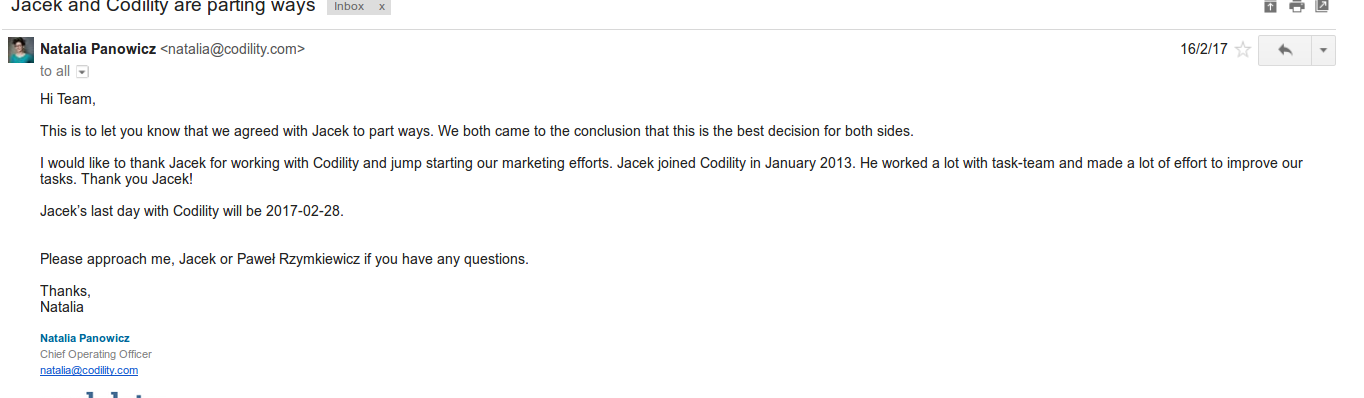 Jacek and Codility are parting ways Inbox x
Natalia Panowicz <natalia@codility.com> 16/2/17
to all
Hi Team,
This is to let you know that we agreed with Jacek to part ways. We both came to the conclusion that this is the best decision for both sides.
I would like to thank Jacek for working with Codility and jump starting our marketing efforts. Jacek joined Codility in January 2013. He worked a lot with task-team and made a lot of effort to improve our
tasks. Thank you Jacek!
Jacek's last day with Codility will be 2017-02-28.
Please approach me, Jacek or Paweł Rzymkiewicz if you have any questions.
Thanks,
Natalia
Natalia Panowicz
Chief Operating Officer
natalia@codility.com